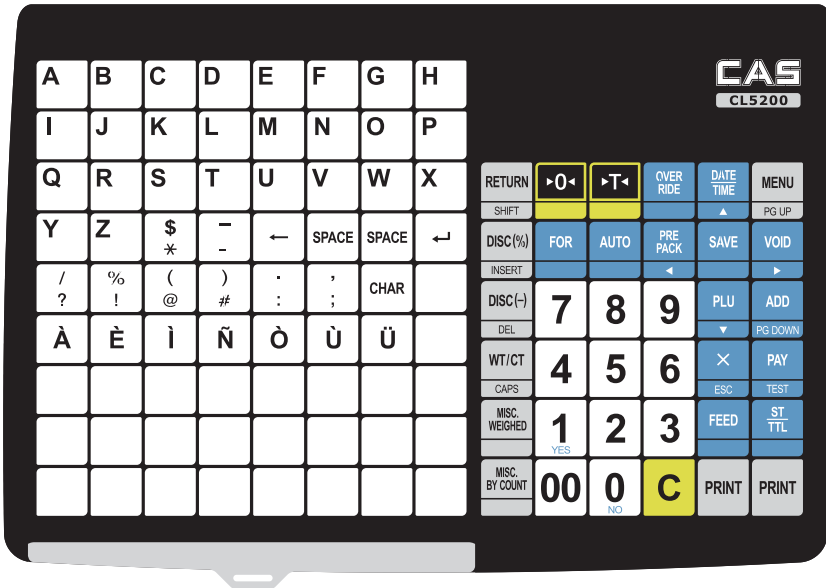 CAS
CL5200
A B C D E F G H
I J K L M N O P
Q R S T U V W X
Y Z $ – ← SPACE SPACE ↵
* -
/ % ( ) . , CHAR
? ! @ # : ;
À È Ì Ñ Ò Ù Ü
RETURN ▸0◂ ▸T◂ OVER RIDE DATE TIME MENU
SHIFT ▲ PG UP
DISC(%) FOR AUTO PRE PACK SAVE VOID
INSERT ◀ ▶
DISC(–) 7 8 9 PLU ADD
DEL ▼ PG DOWN
WT/CT 4 5 6 × PAY
CAPS ESC TEST
MISC. WEIGHED 1 2 3 FEED ST TTL
YES
MISC. BY COUNT 00 0 C PRINT PRINT
NO